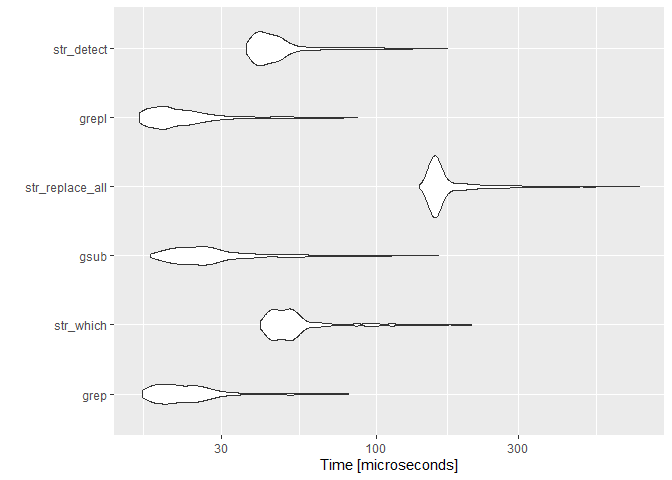 str_detect
grepl
str_replace_all
gsub
str_which
grep
30 100 300
Time [microseconds]